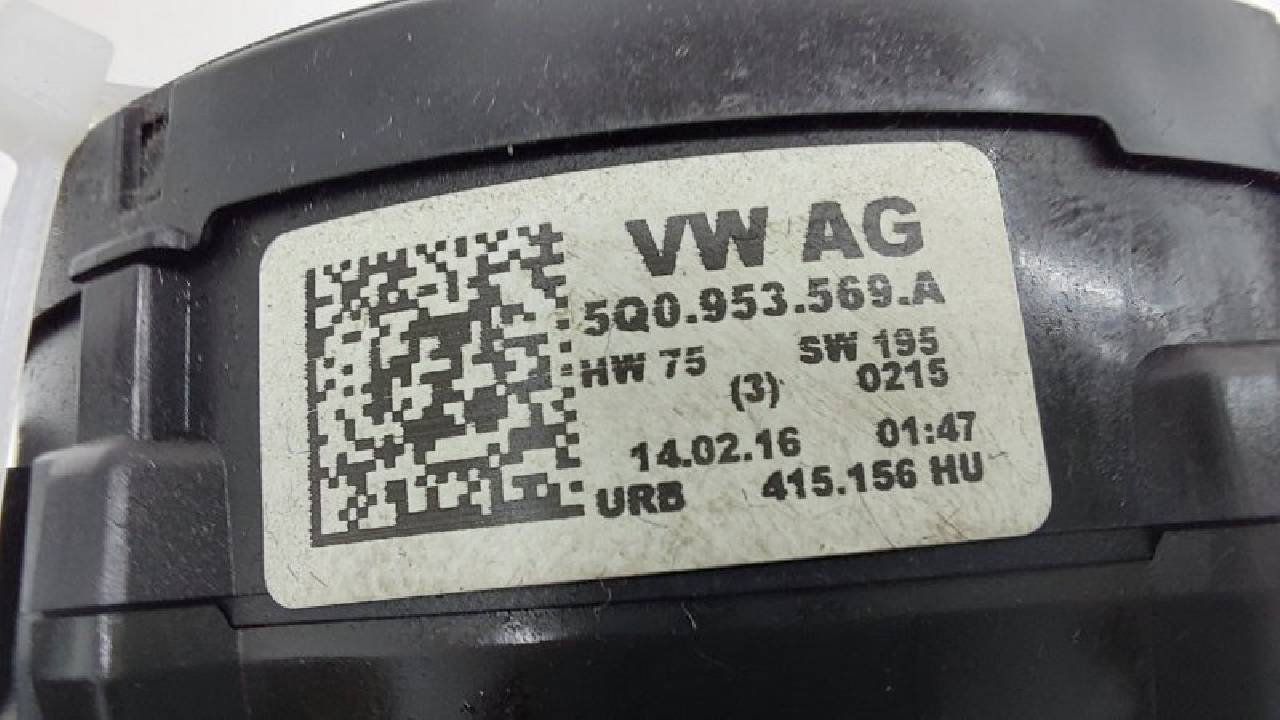 VW AG
5Q0.953.569.A
HW 75 SW 195
(3) 0215
14.02.16 01:47
URB 415.156 HU